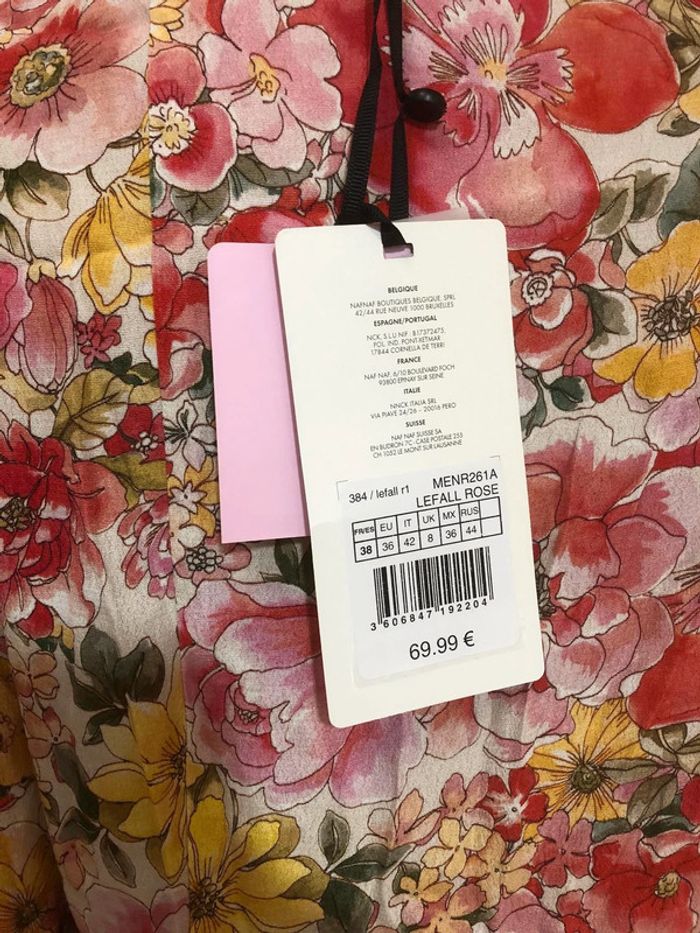 BELGIQUE
NAFNAF BOUTIQUES BELGIQUE, SPRL
42/44 RUE NEUVE 1000 BRUXELLES
ESPAGNE/PORTUGAL
NCK, S.L.U NIF : B17372473,
POL. IND. PONT-XETMAR
17844 CORNELLA DE TERRI
FRANCE
NAF NAF, 6/10 BOULEVARD FOCH
93800 EPINAY SUR SEINE
ITALIE
NNCK ITALIA SRL
VIA PIAVE 24/26 - 20016 PERO
SUISSE
NAF NAF SUISSE SA
EN BUDRON 7C - CASE POSTALE 255
CH 1052 LE MONT SUR LAUSANNE
384 / lefall r1 MENR261A
LEFALL ROSE
FR/ES EU IT UK MX RUS
38 36 42 8 36 44
3 606847 192204
69.99 €